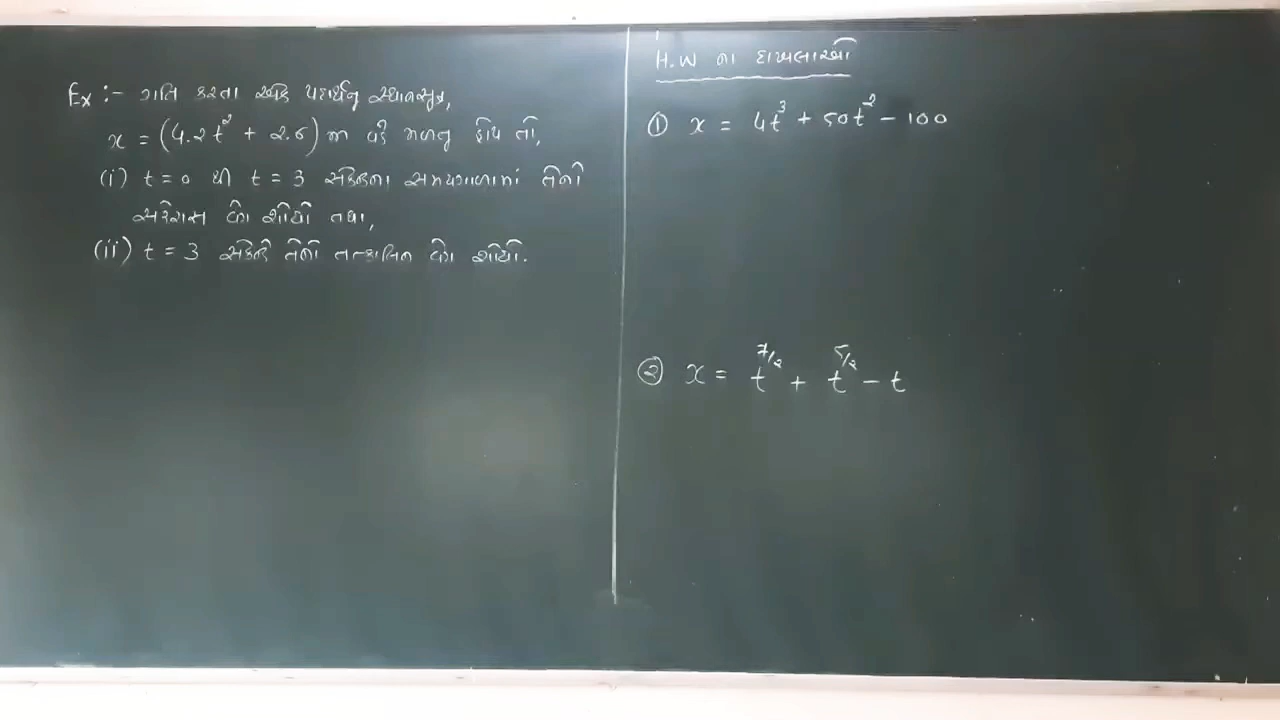 Ex :- ગતિ કરતા એક પદાર્થનું સ્થાનસૂત્ર,
x = (4.2t² + 2.6) m વડે મળતુ હોય તો,
(i) t = 0 થી t = 3 સેકન્ડના સમયગાળામાં તેનો
સરેરાશ વેગ શોધો તથા,
(ii) t = 3 સેકન્ડે તેનો તત્કાલિન વેગ શોધો.
H.W ના દાખલાઓ
① x = 4t³ + 50t² - 100
② x = t^7/2 + t^5/2 - t